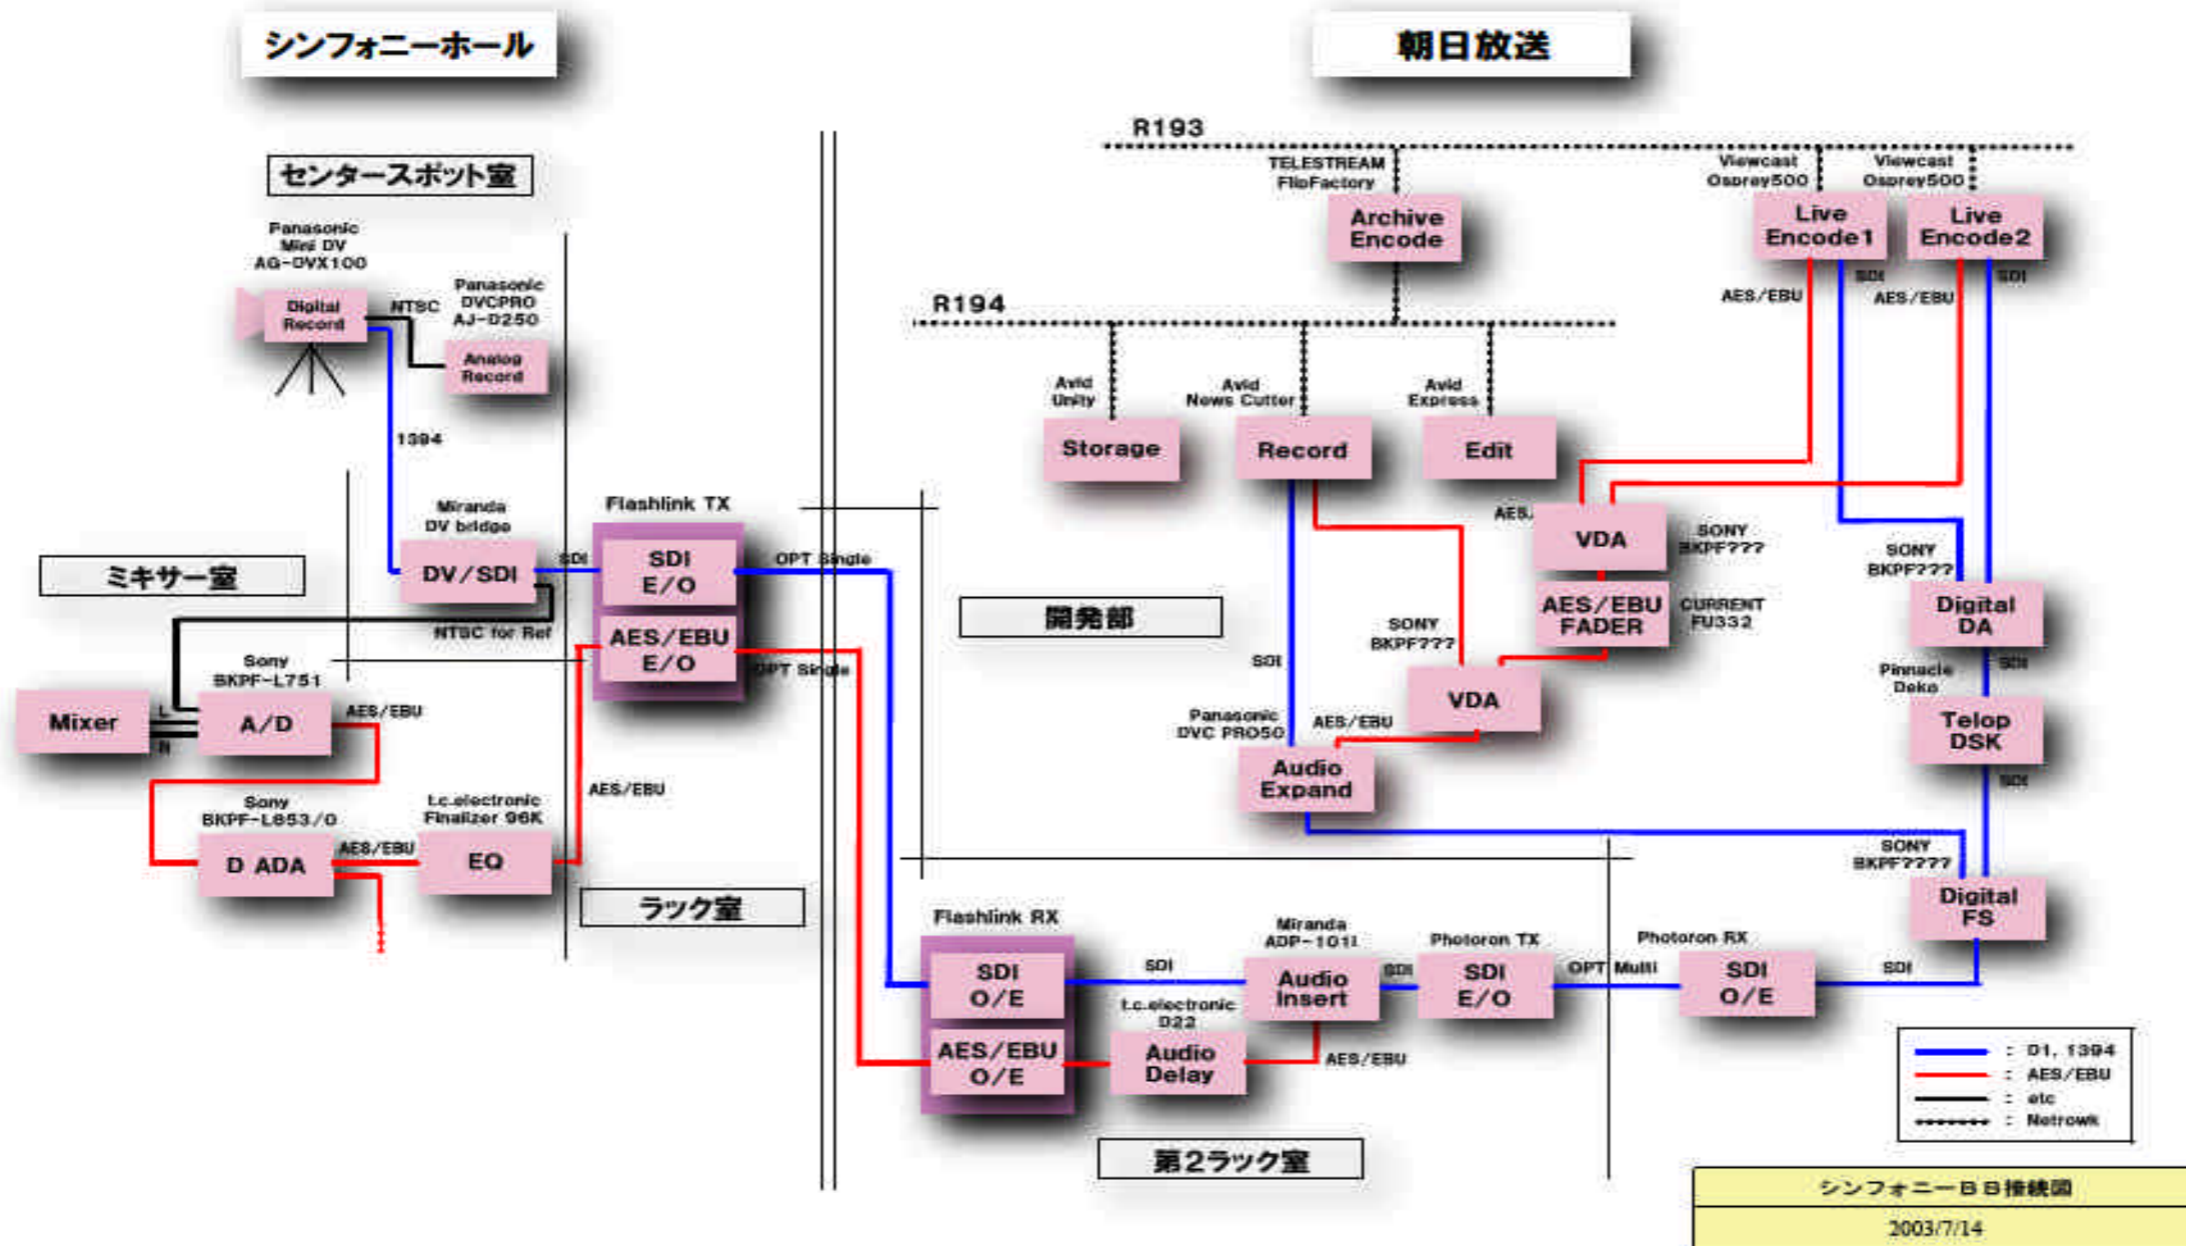 シンフォニーホール
朝日放送
センタースポット室
Panasonic
Mini DV
AG-DVX100
Digital
Record
NTSC
Panasonic
DVCPRO
AJ-D250
Analog
Record
1394
Miranda
DV bridge
DV/SDI
SDI
NTSC for Ref
ミキサー室
Mixer
L
R
Sony
BKPF-L751
A/D
AES/EBU
Sony
BKPF-L853/0
D ADA
AES/EBU
t.c.electronic
Finalizer 96K
EQ
AES/EBU
ラック室
Flashlink TX
SDI
E/O
AES/EBU
E/O
OPT Single
OPT Single
R193
TELESTREAM
FlipFactory
Archive
Encode
Viewcast
Osprey500
Live
Encode1
Viewcast
Osprey500
Live
Encode2
AES/EBU
SDI
AES/EBU
SDI
R194
Avid
Unity
Storage
Avid
News Cutter
Record
Avid
Express
Edit
AES/
VDA
SONY
BKPF???
AES/EBU
FADER
CURRENT
FU332
SONY
BKPF???
Digital
DA
SDI
Pinnacle
Deko
Telop
DSK
SDI
開発部
SDI
SONY
BKPF???
VDA
Panasonic
DVC PRO50
AES/EBU
Audio
Expand
SONY
BKPF????
Digital
FS
Flashlink RX
SDI
O/E
AES/EBU
O/E
SDI
t.c.electronic
D22
Audio
Delay
AES/EBU
Miranda
ADP-101I
Audio
Insert
SDI
Photoron TX
SDI
E/O
OPT Multi
Photoron RX
SDI
O/E
SDI
第2ラック室
: D1, 1394
: AES/EBU
: etc
: Netrowk
シンフォニーBB接続図
2003/7/14